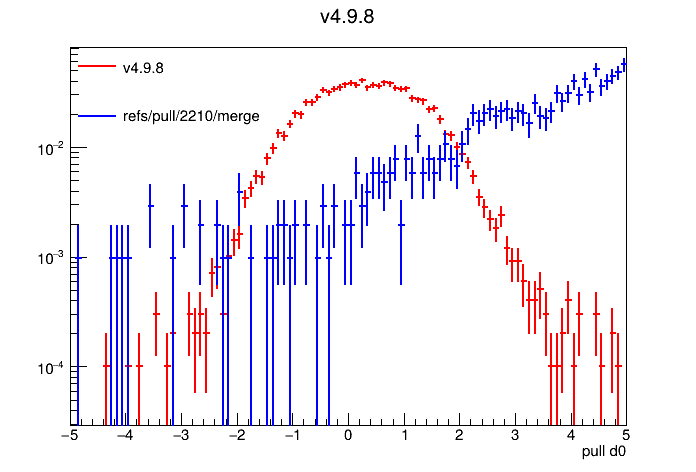 v4.9.8
v4.9.8
refs/pull/2210/merge
10⁻²
10⁻³
10⁻⁴
−5 −4 −3 −2 −1 0 1 2 3 4 5
pull d0